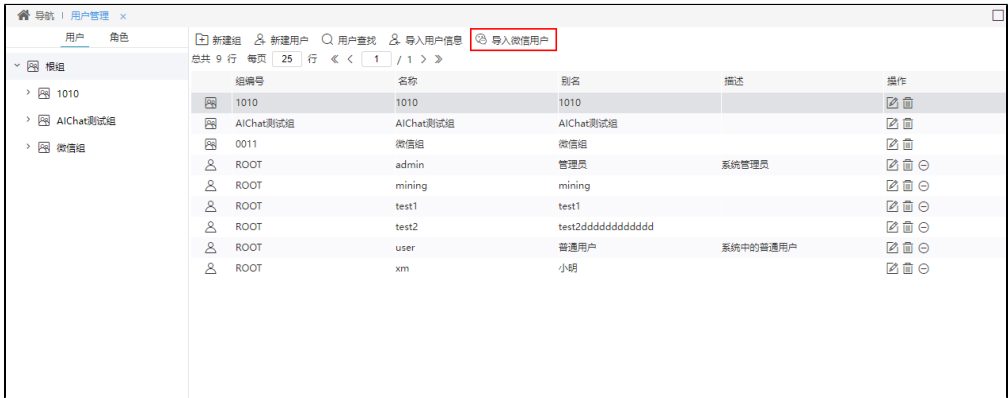 导航 | 用户管理 ×
用户 角色
新建组 新建用户 用户查找 导入用户信息 导入微信用户
总共 9 行 每页 25 行 1 / 1
根组
1010
AIChat测试组
微信组
组编号 名称 别名 描述 操作
1010 1010 1010
AIChat测试组 AIChat测试组 AIChat测试组
0011 微信组 微信组
ROOT admin 管理员 系统管理员
ROOT mining mining
ROOT test1 test1
ROOT test2 test2dddddddddddd
ROOT user 普通用户 系统中的普通用户
ROOT xm 小明